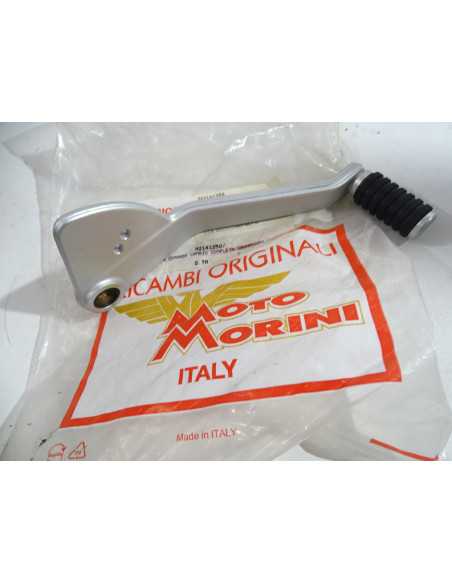 RICAMBI ORIGINALI
MOTO
MORINI
ITALY
Made in ITALY